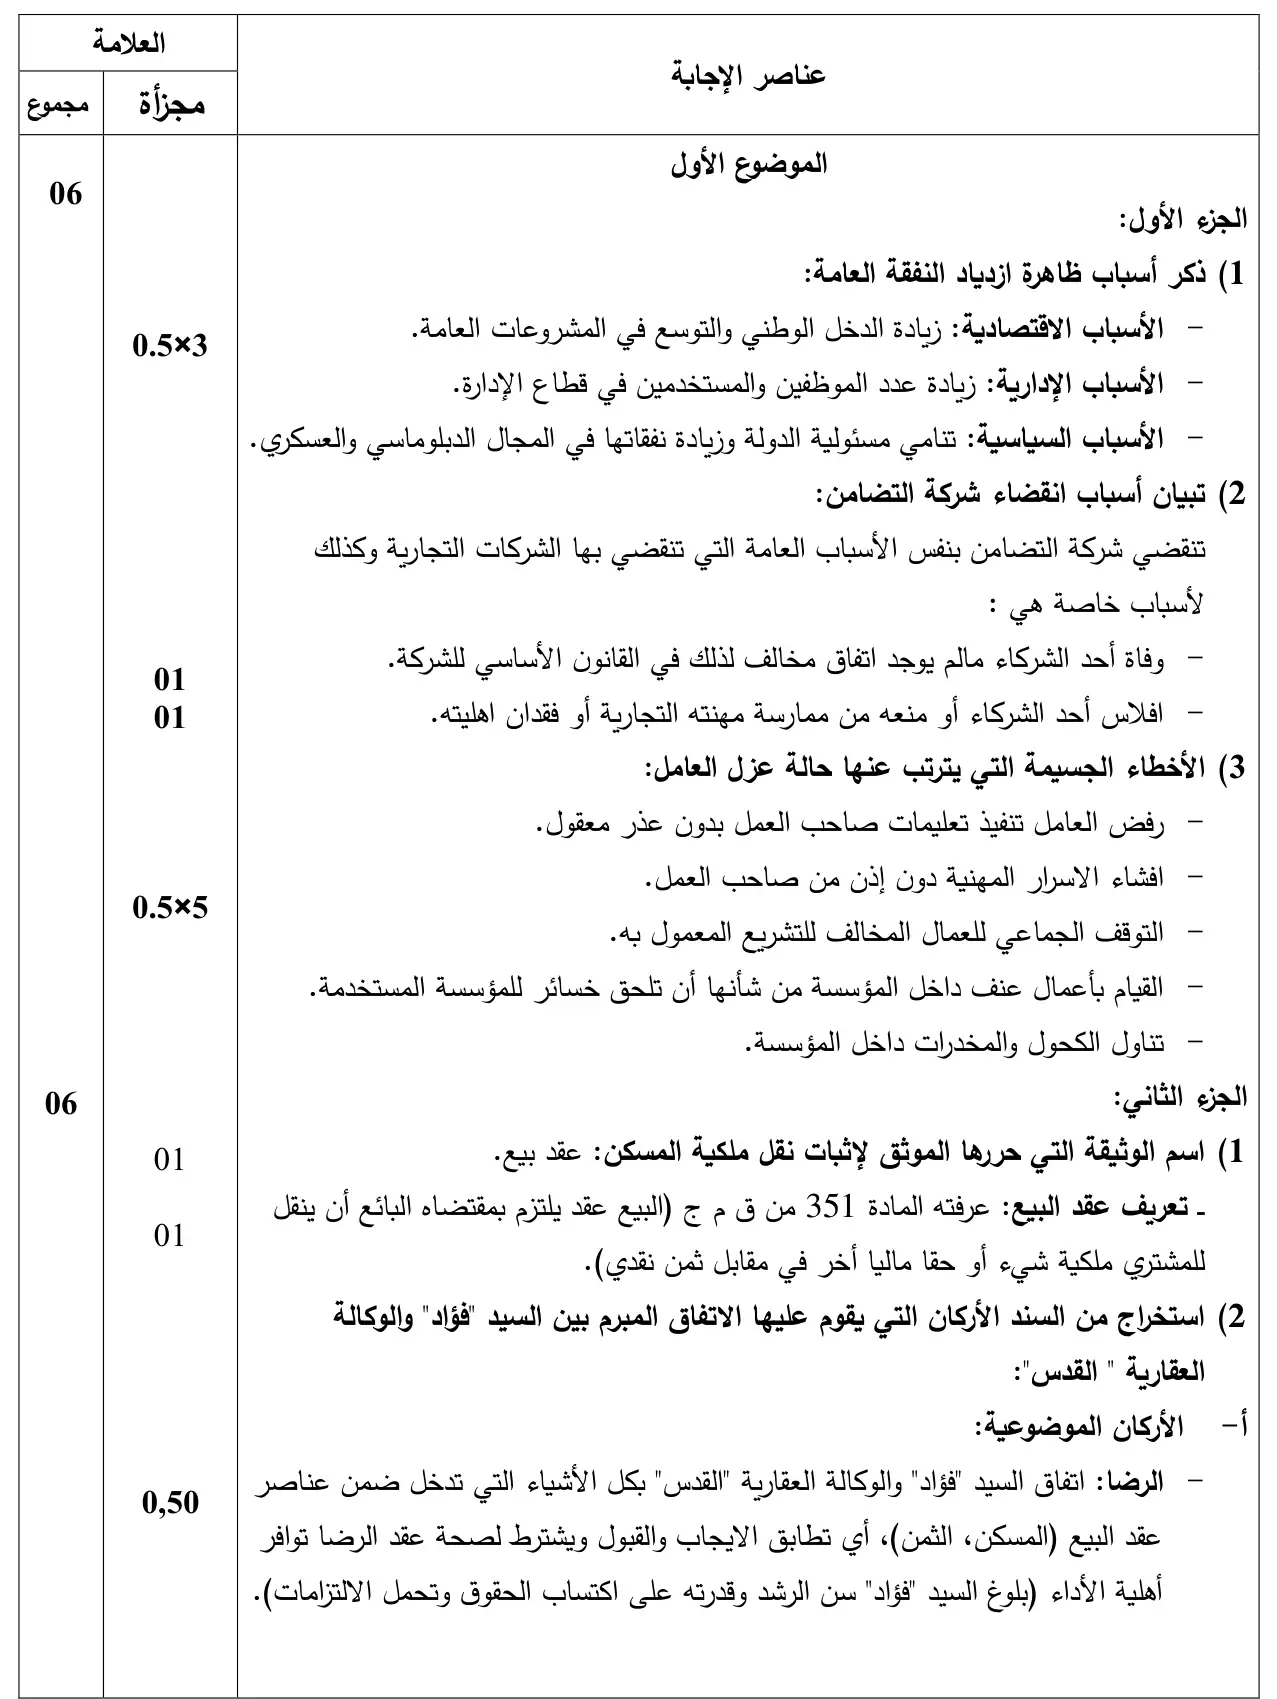 عناصر الإجابة
العلامة
مجزأة
مجموع
الموضوع الأول
06
الجزء الأول:
1) ذكر أسباب ظاهرة ازدياد النفقة العامة:
- الأسباب الاقتصادية: زيادة الدخل الوطني والتوسع في المشروعات العامة.
0.5×3
- الأسباب الإدارية: زيادة عدد الموظفين والمستخدمين في قطاع الإدارة.
- الأسباب السياسية: تنامي مسئولية الدولة وزيادة نفقاتها في المجال الدبلوماسي والعسكري.
2) تبيان أسباب انقضاء شركة التضامن:
تنقضي شركة التضامن بنفس الأسباب العامة التي تنقضي بها الشركات التجارية وكذلك
لأسباب خاصة هي :
- وفاة أحد الشركاء مالم يوجد اتفاق مخالف لذلك في القانون الأساسي للشركة.
01
- افلاس أحد الشركاء أو منعه من ممارسة مهنته التجارية أو فقدان اهليته.
01
3) الأخطاء الجسيمة التي يترتب عنها حالة عزل العامل:
- رفض العامل تنفيذ تعليمات صاحب العمل بدون عذر معقول.
- افشاء الاسرار المهنية دون إذن من صاحب العمل.
0.5×5
- التوقف الجماعي للعمال المخالف للتشريع المعمول به.
- القيام بأعمال عنف داخل المؤسسة من شأنها أن تلحق خسائر للمؤسسة المستخدمة.
- تناول الكحول والمخدرات داخل المؤسسة.
الجزء الثاني:
06
1) اسم الوثيقة التي حررها الموثق لإثبات نقل ملكية المسكن: عقد بيع.
01
ـ تعريف عقد البيع: عرفته المادة 351 من ق م ج (البيع عقد يلتزم بمقتضاه البائع أن ينقل
01
للمشتري ملكية شيء أو حقا ماليا أخر في مقابل ثمن نقدي).
2) استخراج من السند الأركان التي يقوم عليها الاتفاق المبرم بين السيد "فؤاد" والوكالة
العقارية " القدس":
أ- الأركان الموضوعية:
- الرضا: اتفاق السيد "فؤاد" والوكالة العقارية "القدس" بكل الأشياء التي تدخل ضمن عناصر
0,50
عقد البيع (المسكن، الثمن)، أي تطابق الايجاب والقبول ويشترط لصحة عقد الرضا توافر
أهلية الأداء (بلوغ السيد "فؤاد" سن الرشد وقدرته على اكتساب الحقوق وتحمل الالتزامات).